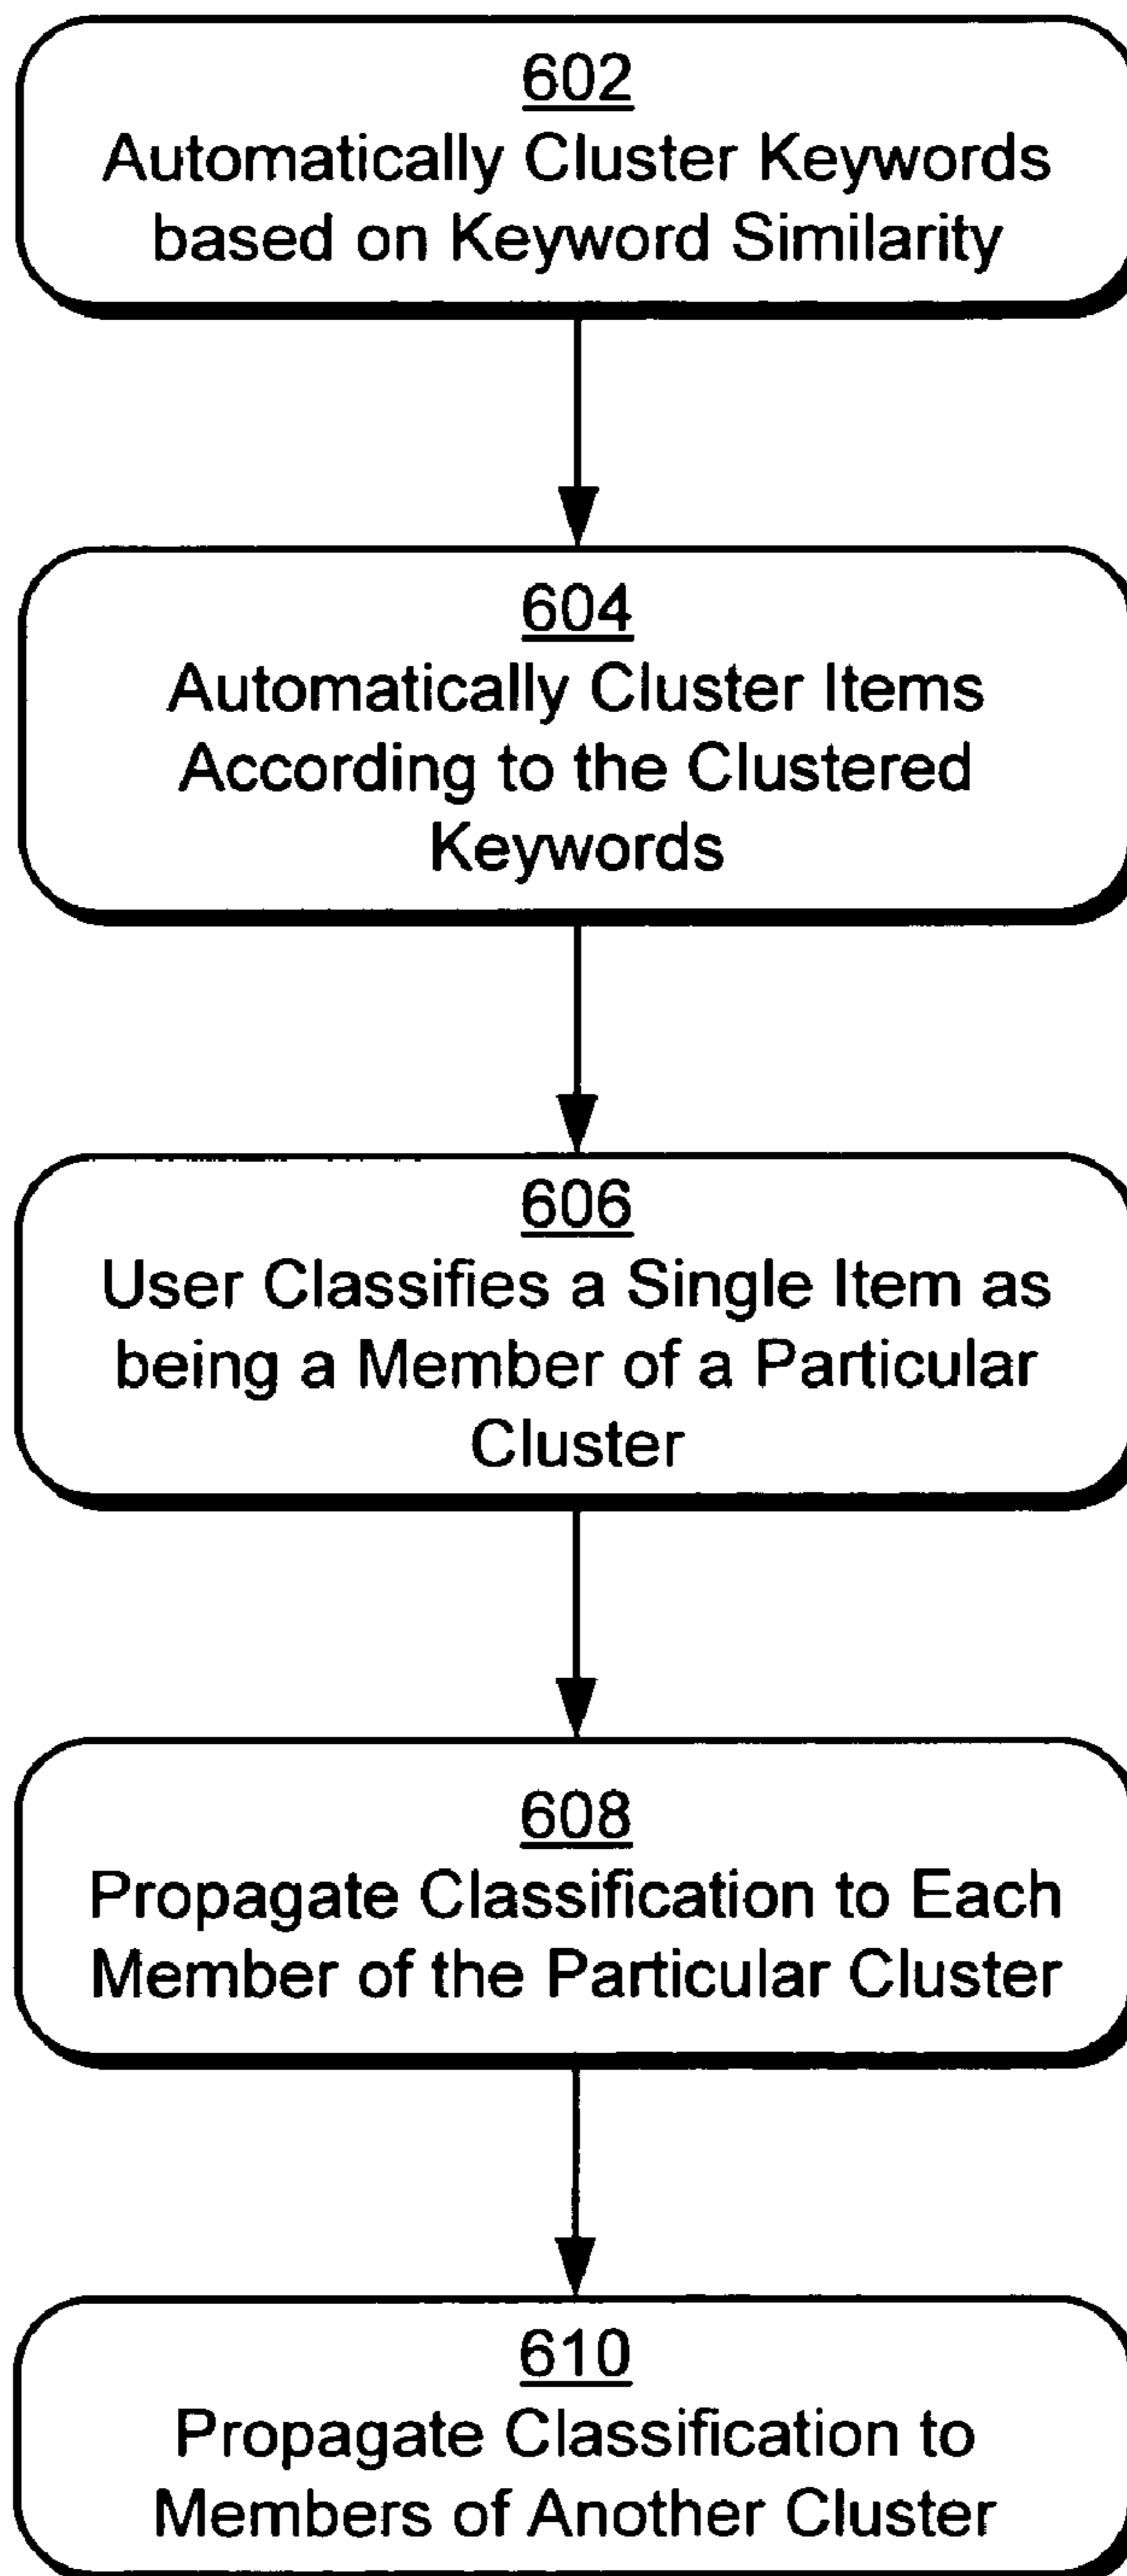 602
Automatically Cluster Keywords
based on Keyword Similarity
604
Automatically Cluster Items
According to the Clustered
Keywords
606
User Classifies a Single Item as
being a Member of a Particular
Cluster
608
Propagate Classification to Each
Member of the Particular Cluster
610
Propagate Classification to
Members of Another Cluster